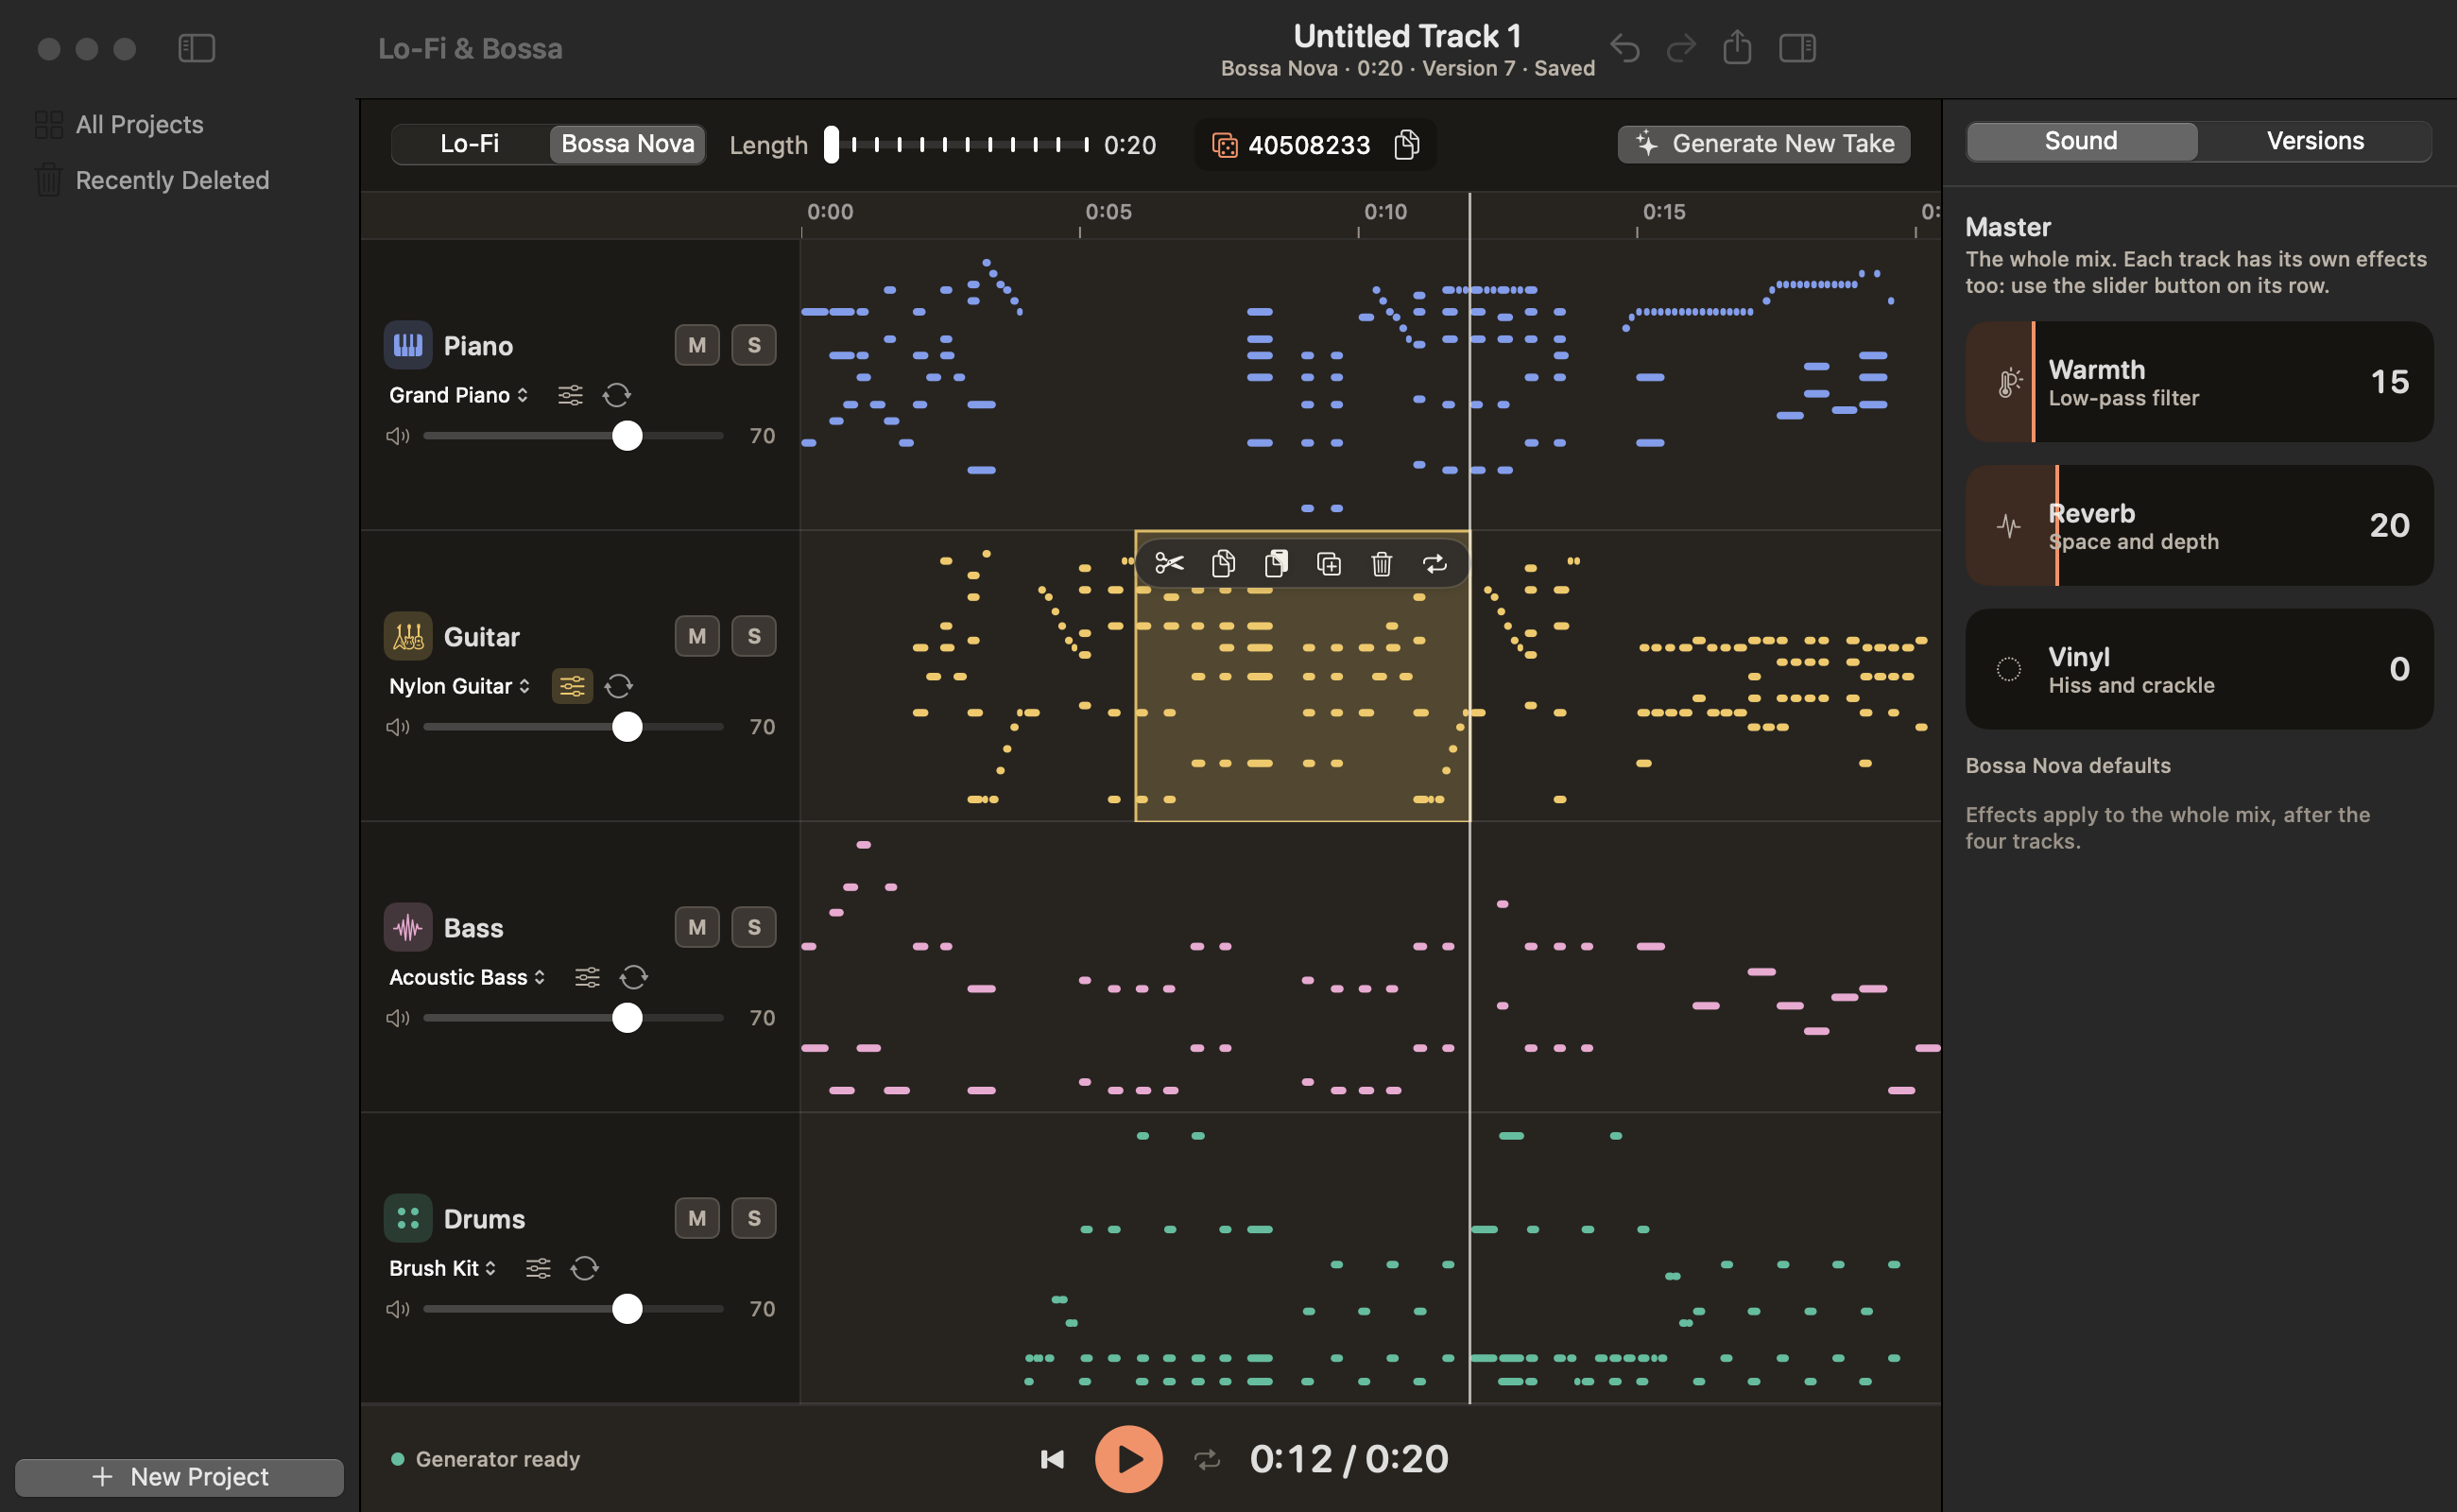 Lo-Fi & Bossa
Untitled Track 1
Bossa Nova · 0:20 · Version 7 · Saved
All Projects
Recently Deleted
New Project
Lo-Fi
Bossa Nova
Length
0:20
40508233
Generate New Take
0:00
0:05
0:10
0:15
0:
Piano
M
S
Grand Piano
70
Guitar
M
S
Nylon Guitar
70
Bass
M
S
Acoustic Bass
70
Drums
M
S
Brush Kit
70
Generator ready
0:12 / 0:20
Sound
Versions
Master
The whole mix. Each track has its own effects
too: use the slider button on its row.
Warmth
Low-pass filter
15
Reverb
Space and depth
20
Vinyl
Hiss and crackle
0
Bossa Nova defaults
Effects apply to the whole mix, after the
four tracks.